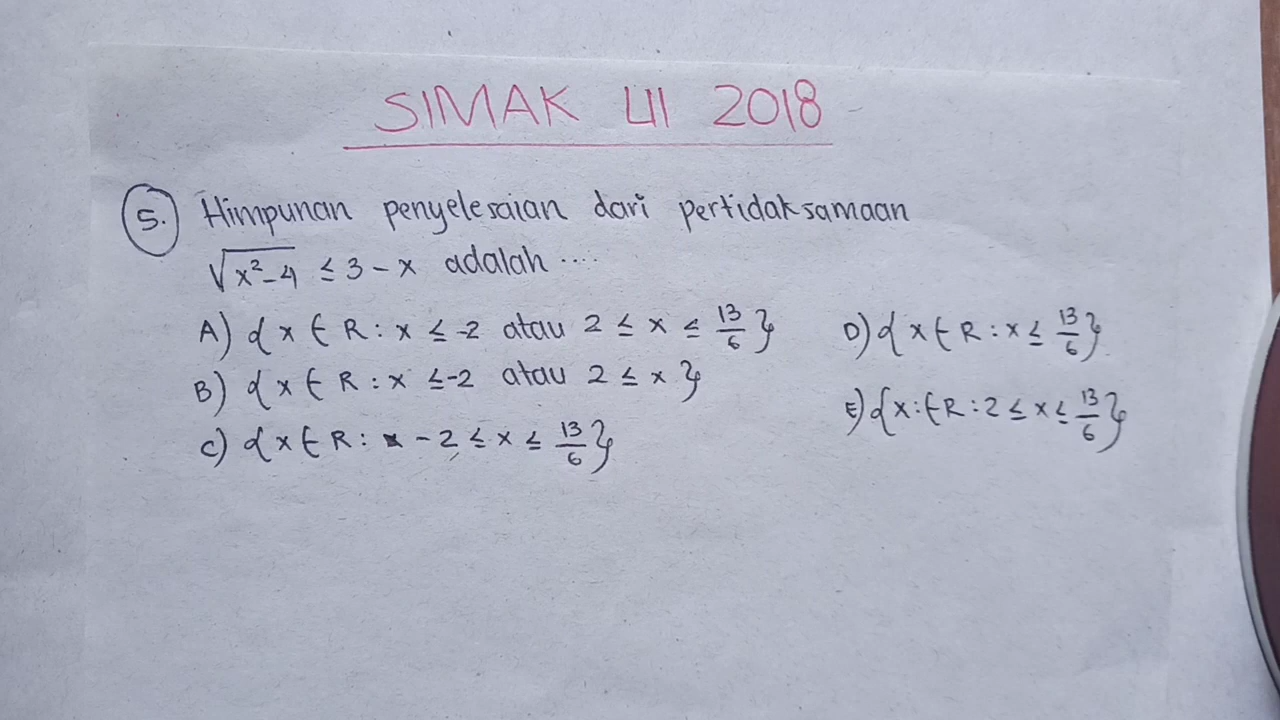 SIMAK UI 2018
5. Himpunan penyelesaian dari pertidaksamaan
√x²-4 ≤ 3 - x adalah ....
A) {x ∈ R : x ≤ -2 atau 2 ≤ x ≤ 13/6}
B) {x ∈ R : x ≤ -2 atau 2 ≤ x}
C) {x ∈ R : -2 ≤ x ≤ 13/6}
D) {x ∈ R : x ≤ 13/6}
E) {x : ∈ R : 2 ≤ x ≤ 13/6}